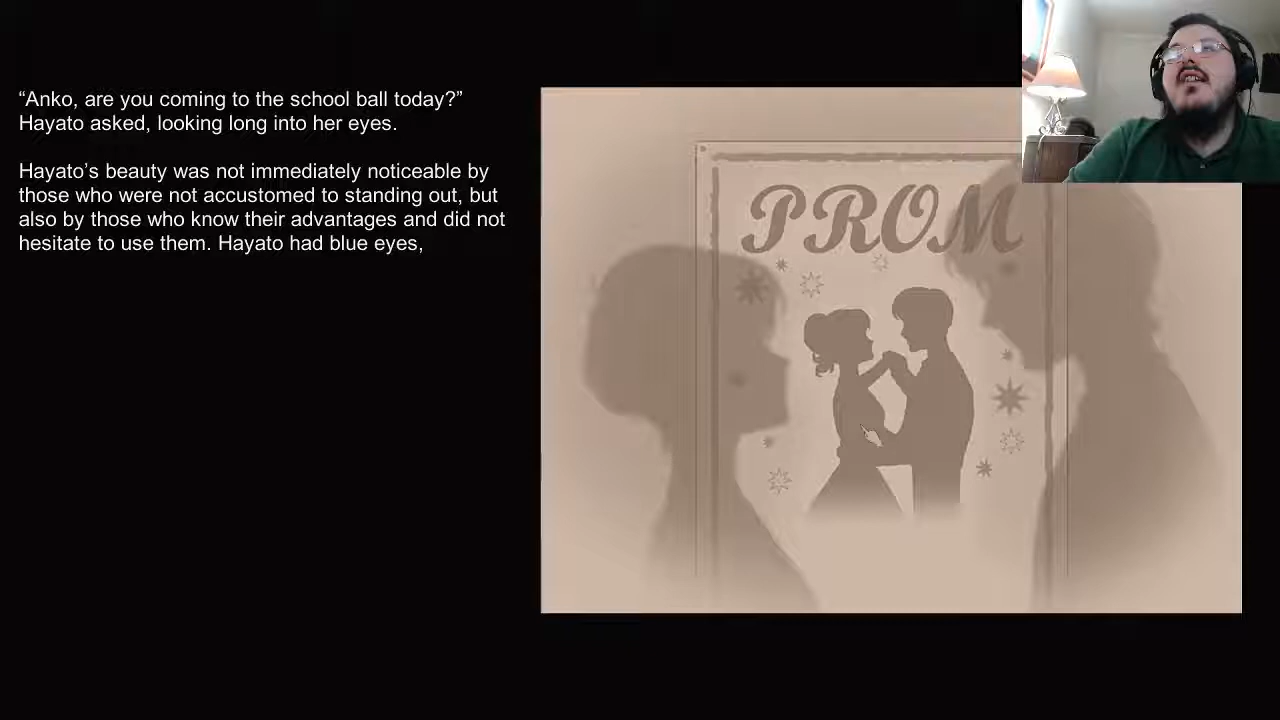 “Anko, are you coming to the school ball today?”
Hayato asked, looking long into her eyes.
Hayato’s beauty was not immediately noticeable by
those who were not accustomed to standing out, but
also by those who know their advantages and did not
hesitate to use them. Hayato had blue eyes,
PROM